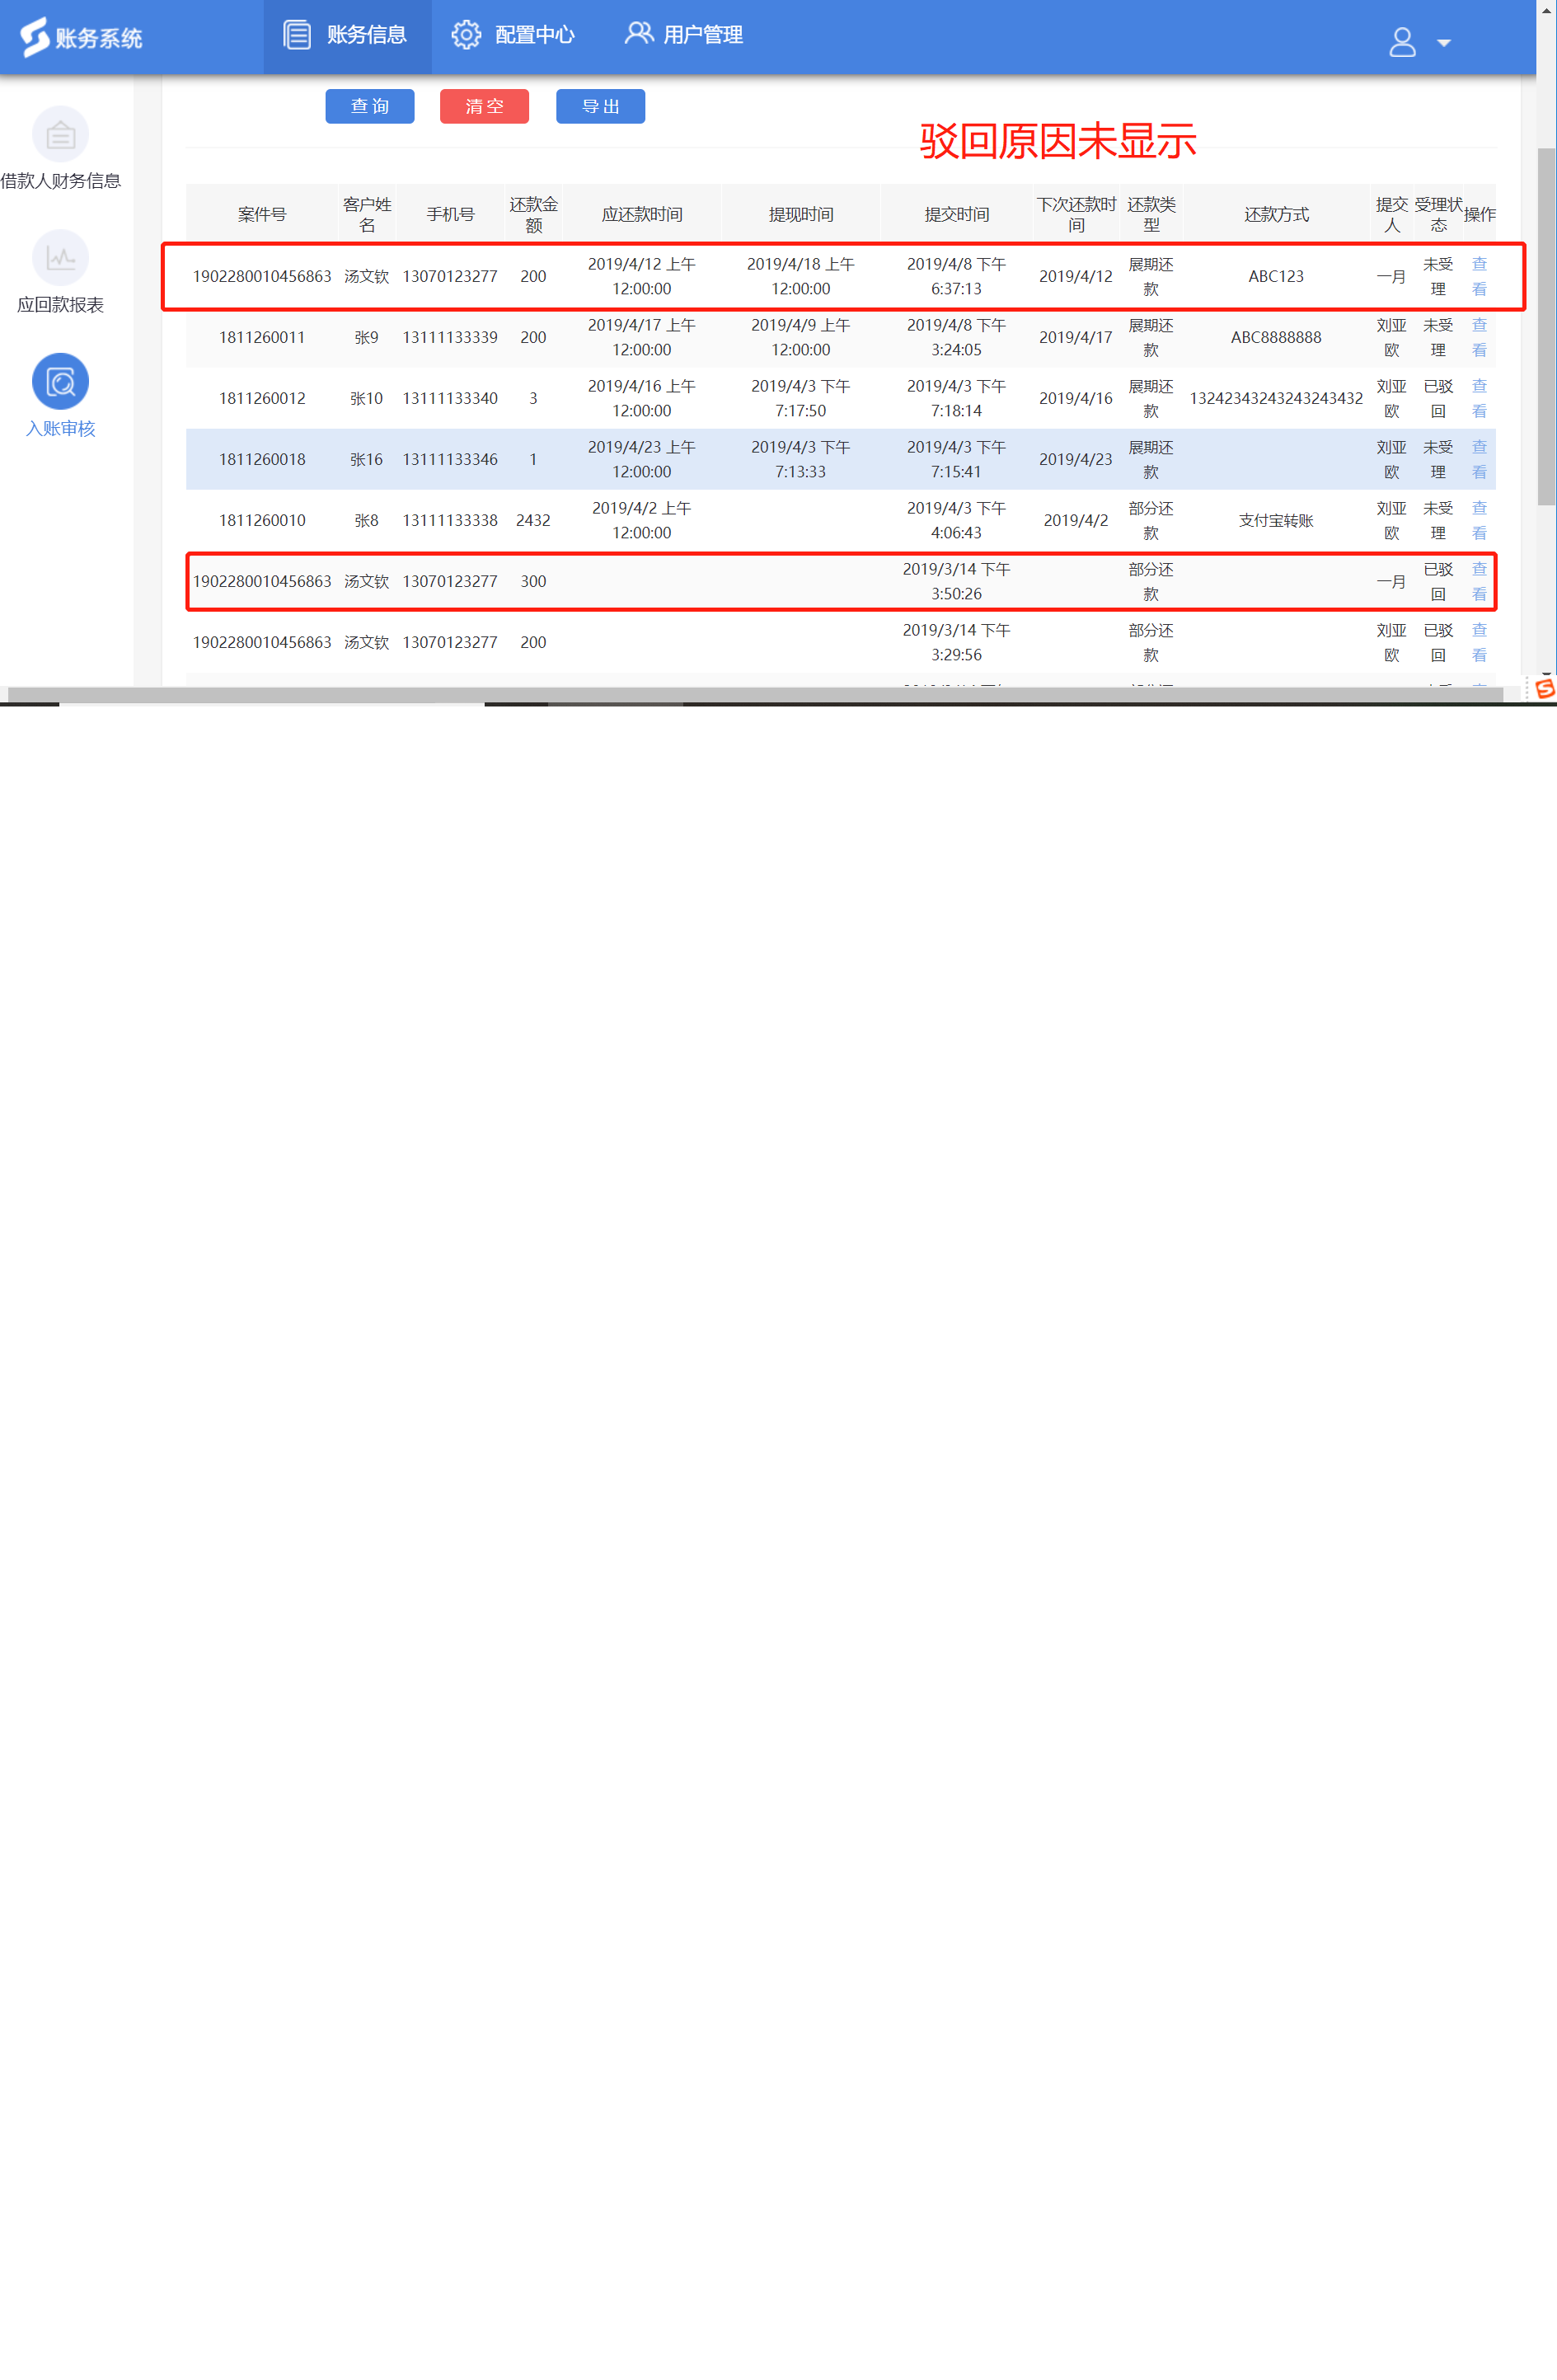 账务系统 账务信息 配置中心 用户管理
查 询 清 空 导 出
驳回原因未显示
借款人财务信息
应回款报表
入账审核
案件号 客户姓名 手机号 还款金额 应还款时间 提现时间 提交时间 下次还款时间 还款类型 还款方式 提交人 受理状态 操作
1902280010456863 汤文钦 13070123277 200 2019/4/12 上午 12:00:00 2019/4/18 上午 12:00:00 2019/4/8 下午 6:37:13 2019/4/12 展期还款 ABC123 一月 未受理 查看
1811260011 张9 13111133339 200 2019/4/17 上午 12:00:00 2019/4/9 上午 12:00:00 2019/4/8 下午 3:24:05 2019/4/17 展期还款 ABC8888888 刘亚欧 未受理 查看
1811260012 张10 13111133340 3 2019/4/16 上午 12:00:00 2019/4/3 下午 7:17:50 2019/4/3 下午 7:18:14 2019/4/16 展期还款 13242343243243243432 刘亚欧 已驳回 查看
1811260018 张16 13111133346 1 2019/4/23 上午 12:00:00 2019/4/3 下午 7:13:33 2019/4/3 下午 7:15:41 2019/4/23 展期还款 刘亚欧 未受理 查看
1811260010 张8 13111133338 2432 2019/4/2 上午 12:00:00 2019/4/3 下午 4:06:43 2019/4/2 部分还款 支付宝转账 刘亚欧 未受理 查看
1902280010456863 汤文钦 13070123277 300 2019/3/14 下午 3:50:26 部分还款 一月 已驳回 查看
1902280010456863 汤文钦 13070123277 200 2019/3/14 下午 3:29:56 部分还款 刘亚欧 已驳回 查看